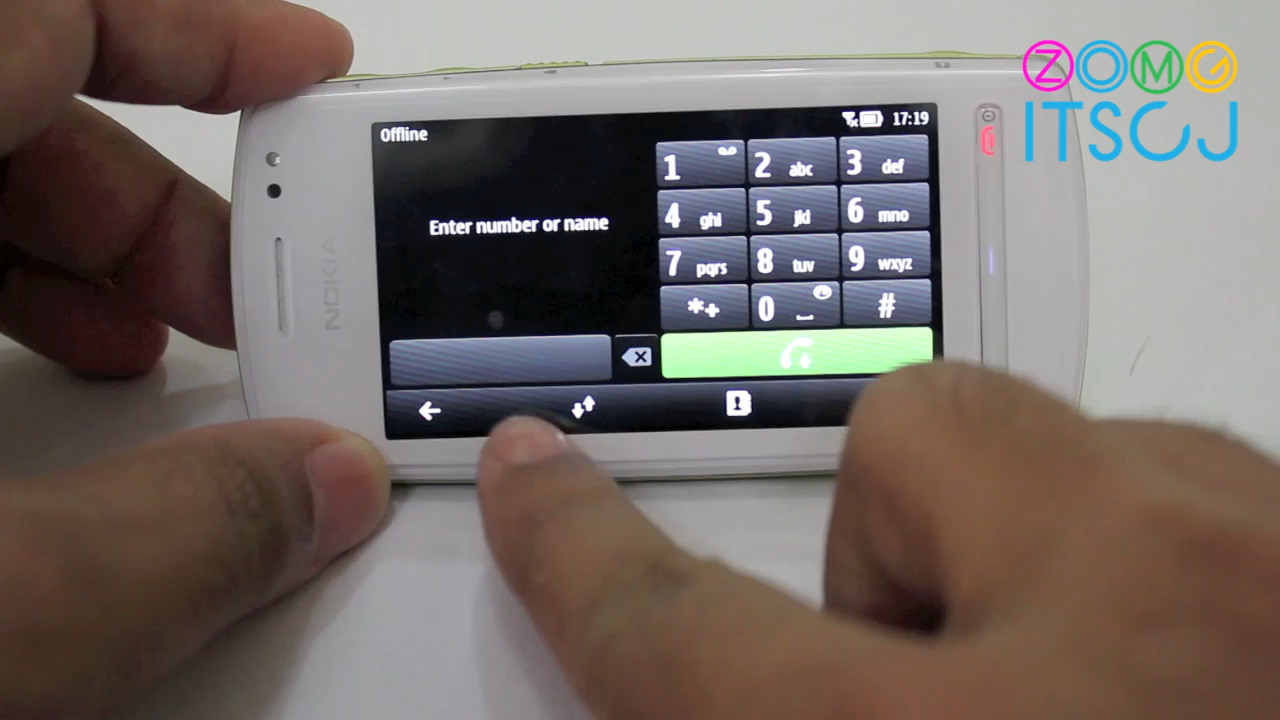 ZOMG
ITSCJ
Offline
17:19
Enter number or name
1
2 abc
3 def
4 ghi
5 jkl
6 mno
7 pqrs
8 tuv
9 wxyz
*+
0
#
NOKIA